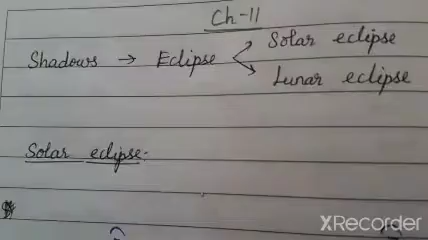 Ch-11
Shadows → Eclipse
Solar eclipse
Lunar eclipse
Solar eclipse:-
XRecorder